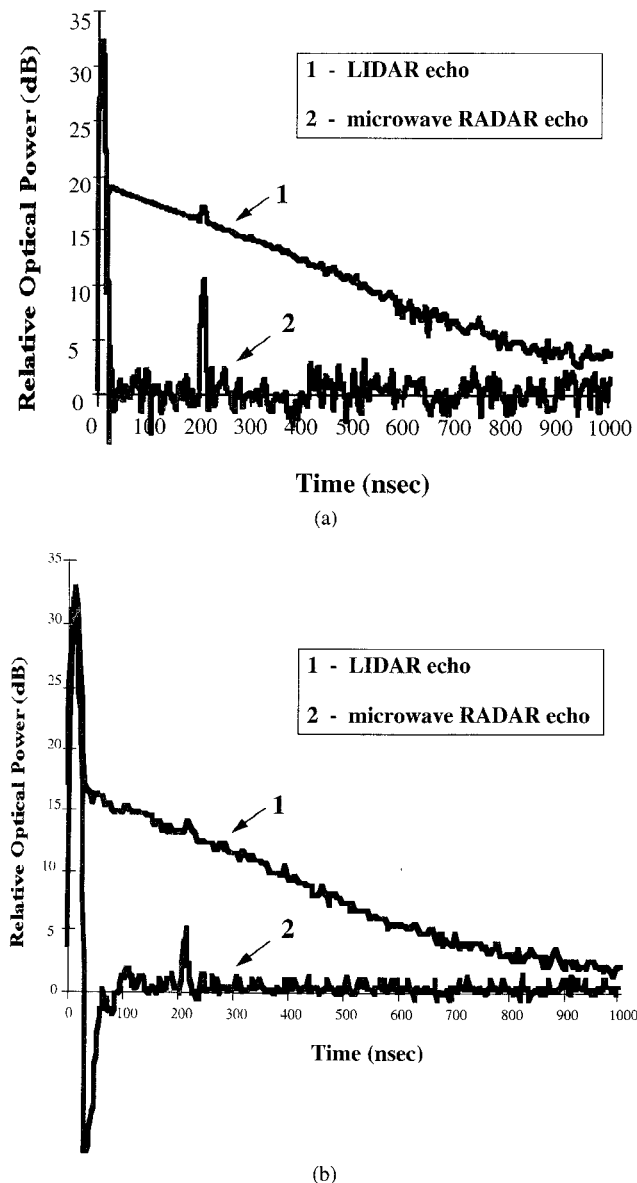 35
30
25
20
15
10
5
0
Relative Optical Power (dB)
1 - LIDAR echo
2 - microwave RADAR echo
1
2
0 100 200 300 400 500 600 700 800 900 1000
Time (nsec)
(a)
35
30
25
20
15
10
5
0
Relative Optical Power (dB)
1 - LIDAR echo
2 - microwave RADAR echo
1
2
0 100 200 300 400 500 600 700 800 900 1000
Time (nsec)
(b)